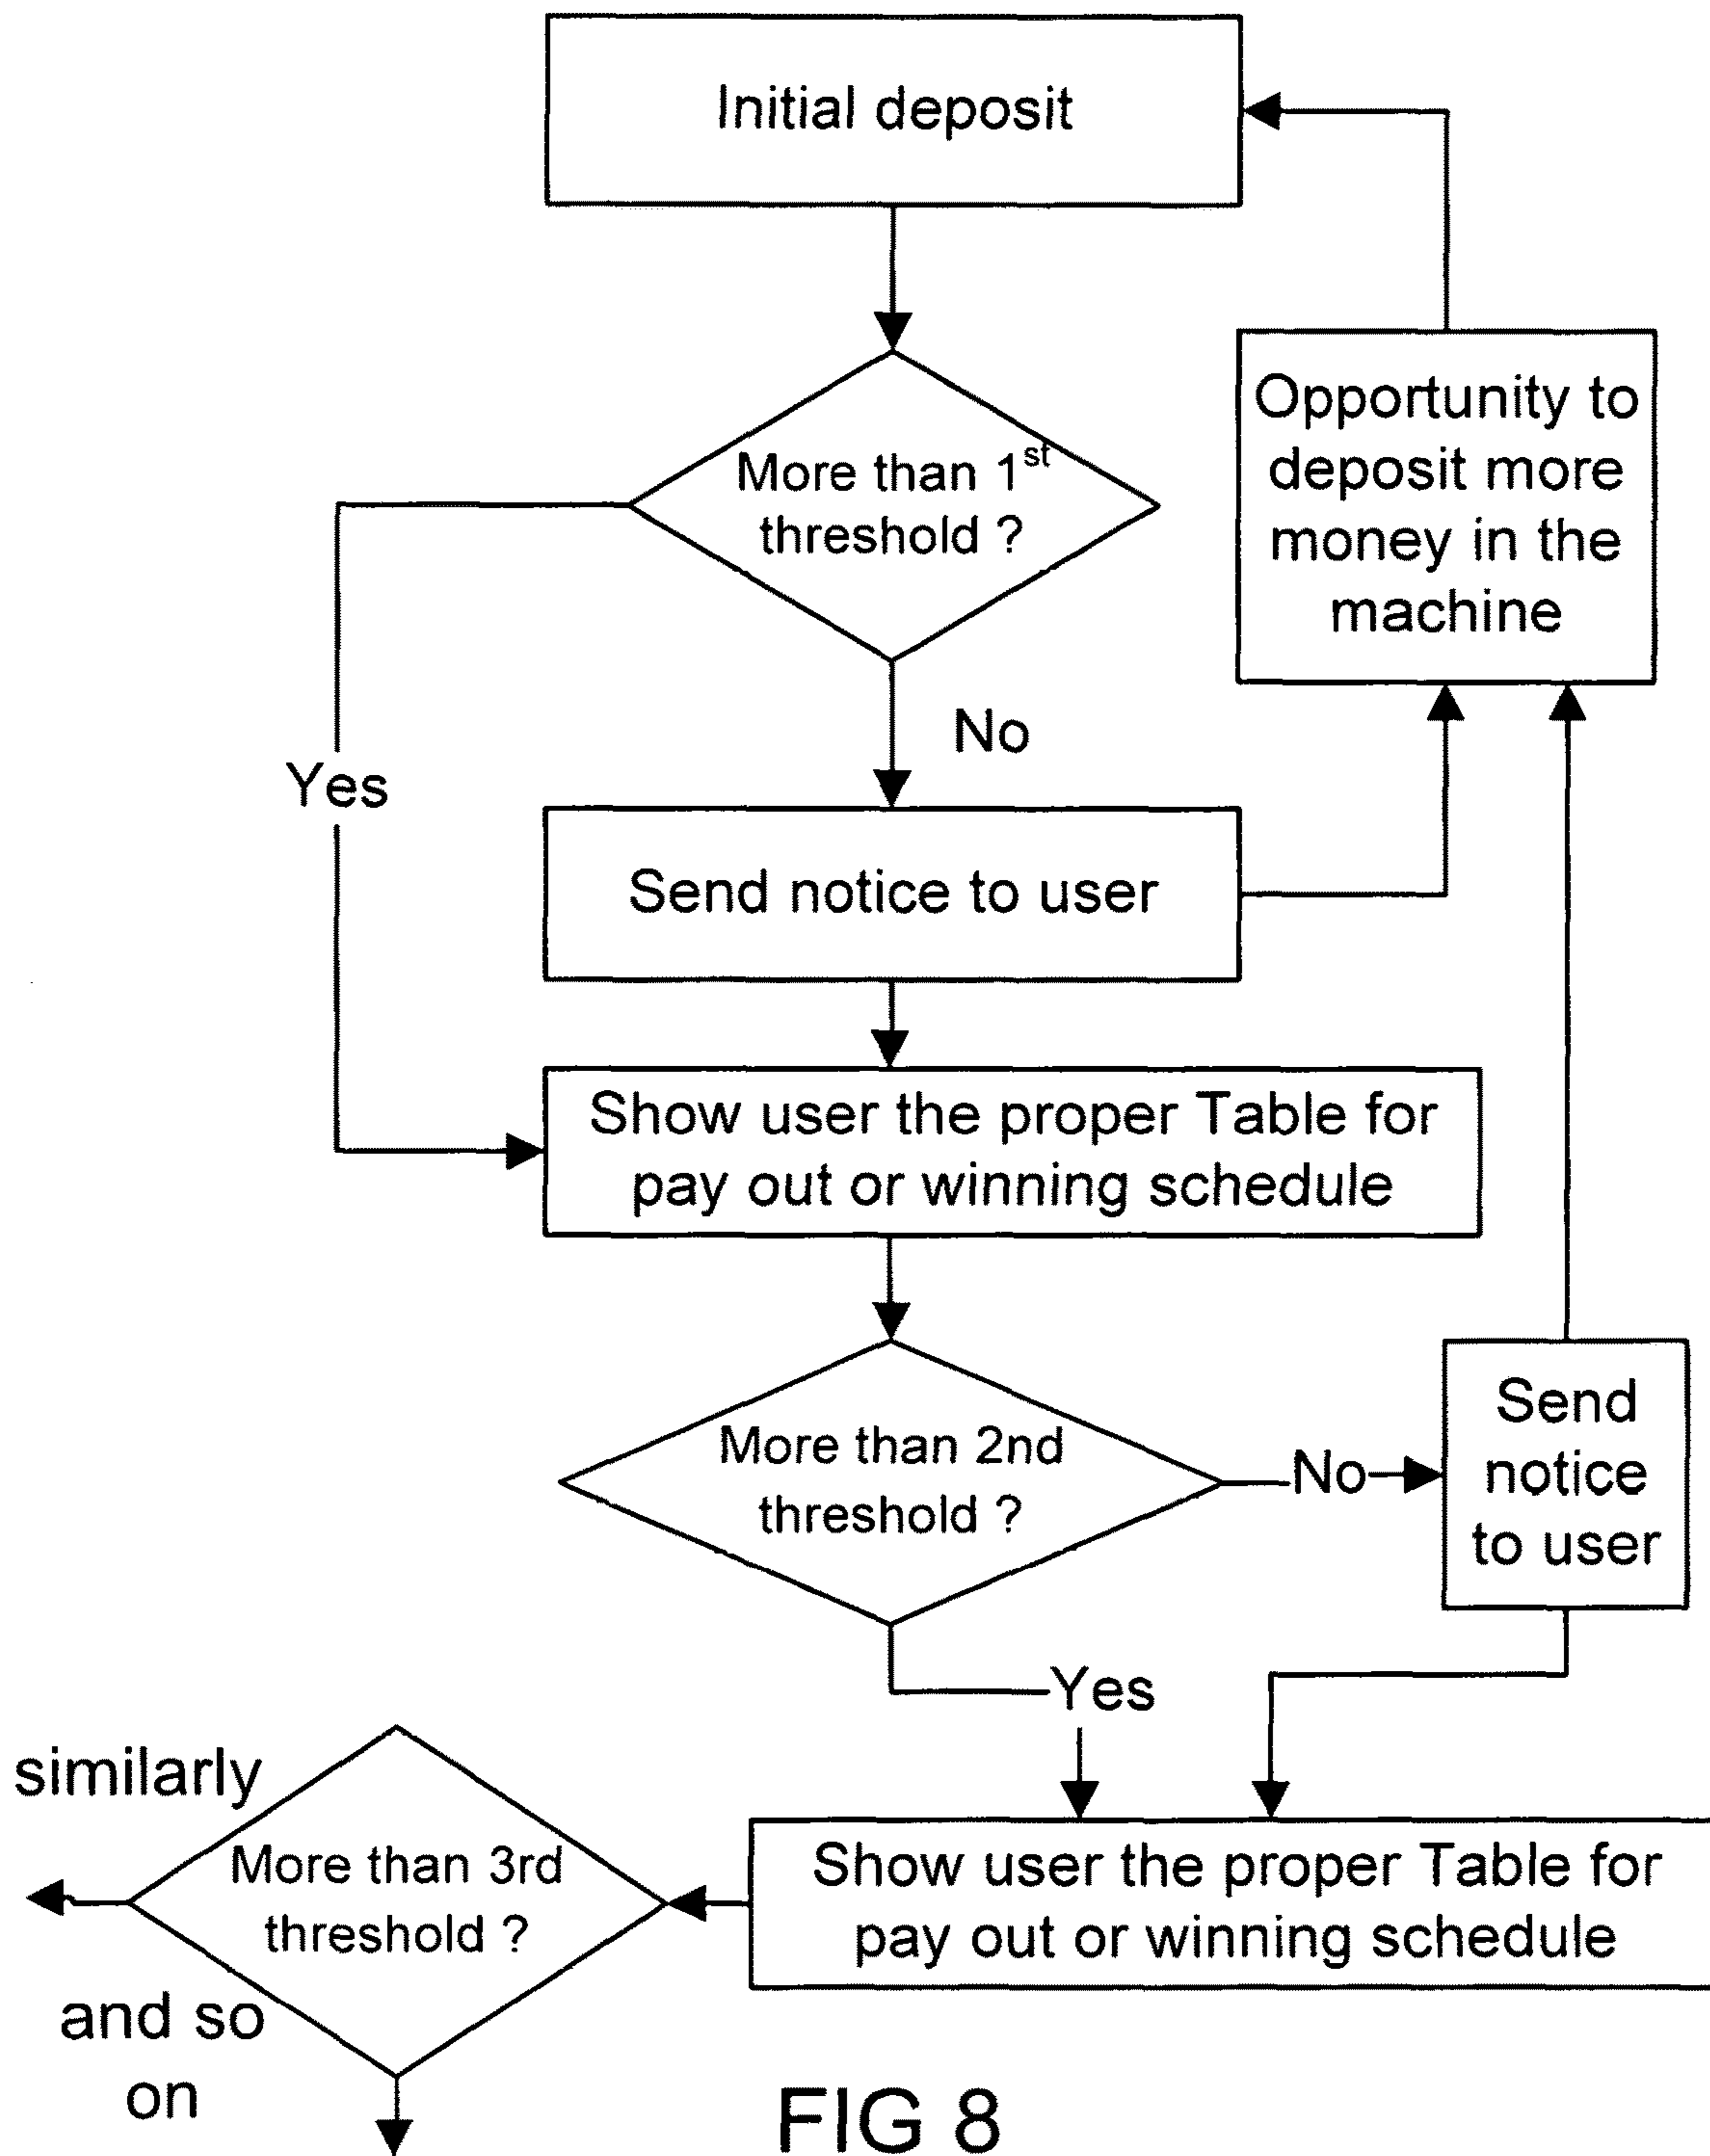 Initial deposit
More than 1st
threshold ?
Opportunity to
deposit more
money in the
machine
No
Yes
Send notice to user
Show user the proper Table for
pay out or winning schedule
More than 2nd
threshold ?
No
Send
notice
to user
Yes
similarly
More than 3rd
threshold ?
and so
on
Show user the proper Table for
pay out or winning schedule
FIG 8